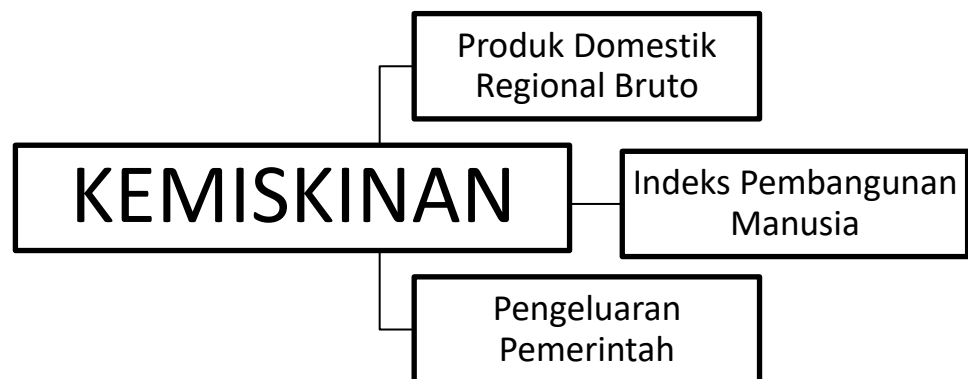 Produk Domestik
Regional Bruto
KEMISKINAN
Indeks Pembangunan
Manusia
Pengeluaran
Pemerintah